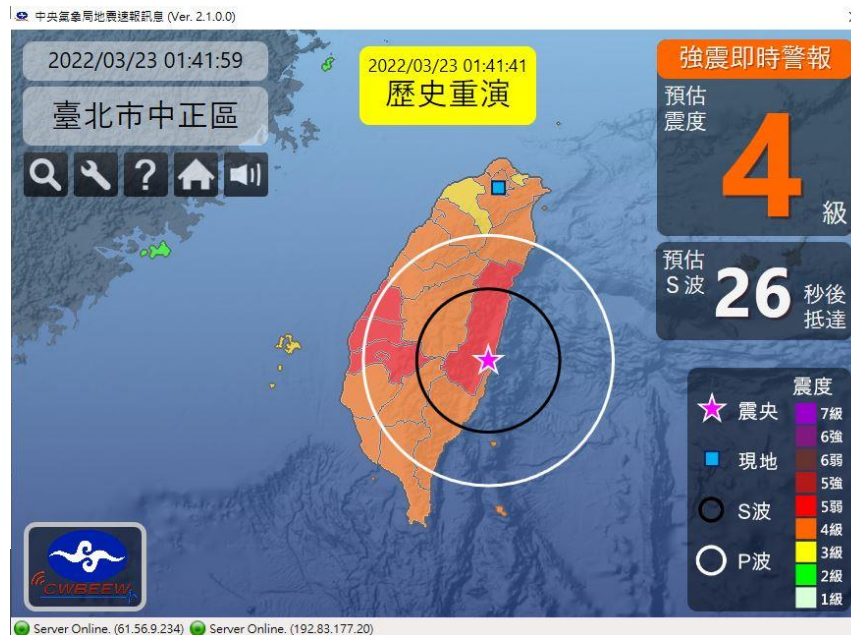 中央氣象局地震速報訊息 (Ver. 2.1.0.0)
2022/03/23 01:41:59
臺北市中正區
?
2022/03/23 01:41:41
歷史重演
強震即時警報
預估
震度
4
級
預估
S波
26
秒後
抵達
震度
震央
現地
S波
P波
7級
6強
6弱
5強
5弱
4級
3級
2級
1級
CWBEEW
Server Online. (61.56.9.234)
Server Online. (192.83.177.20)